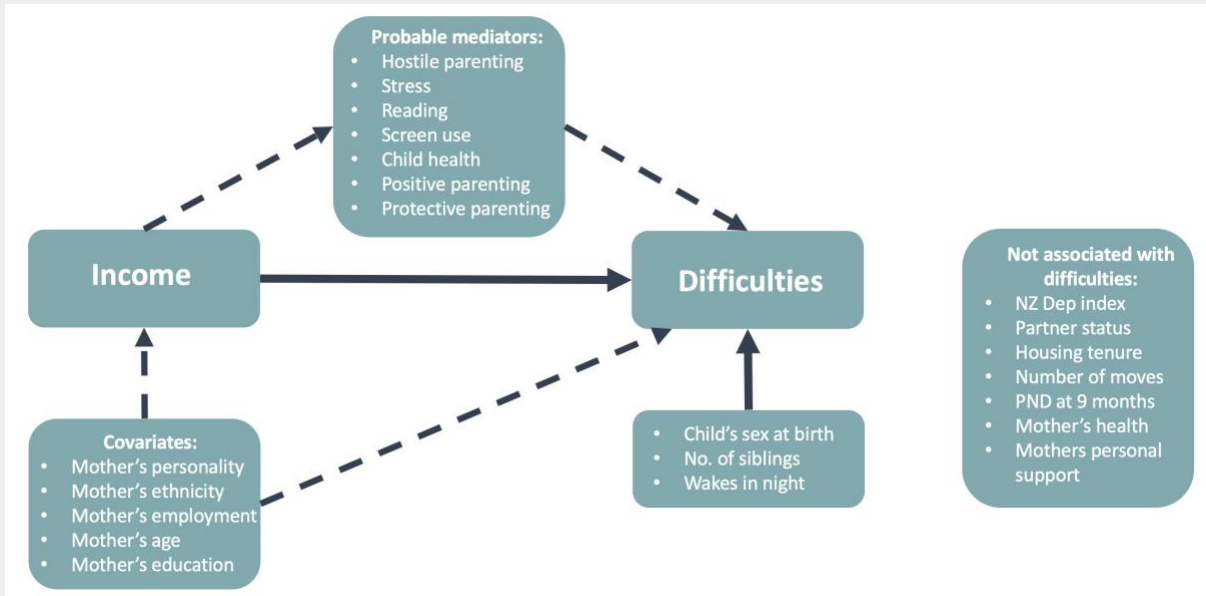 Probable mediators:
• Hostile parenting
• Stress
• Reading
• Screen use
• Child health
• Positive parenting
• Protective parenting
Income
Difficulties
Not associated with
difficulties:
• NZ Dep index
• Partner status
• Housing tenure
• Number of moves
• PND at 9 months
• Mother's health
• Mothers personal
support
Covariates:
• Mother's personality
• Mother's ethnicity
• Mother's employment
• Mother's age
• Mother's education
• Child's sex at birth
• No. of siblings
• Wakes in night